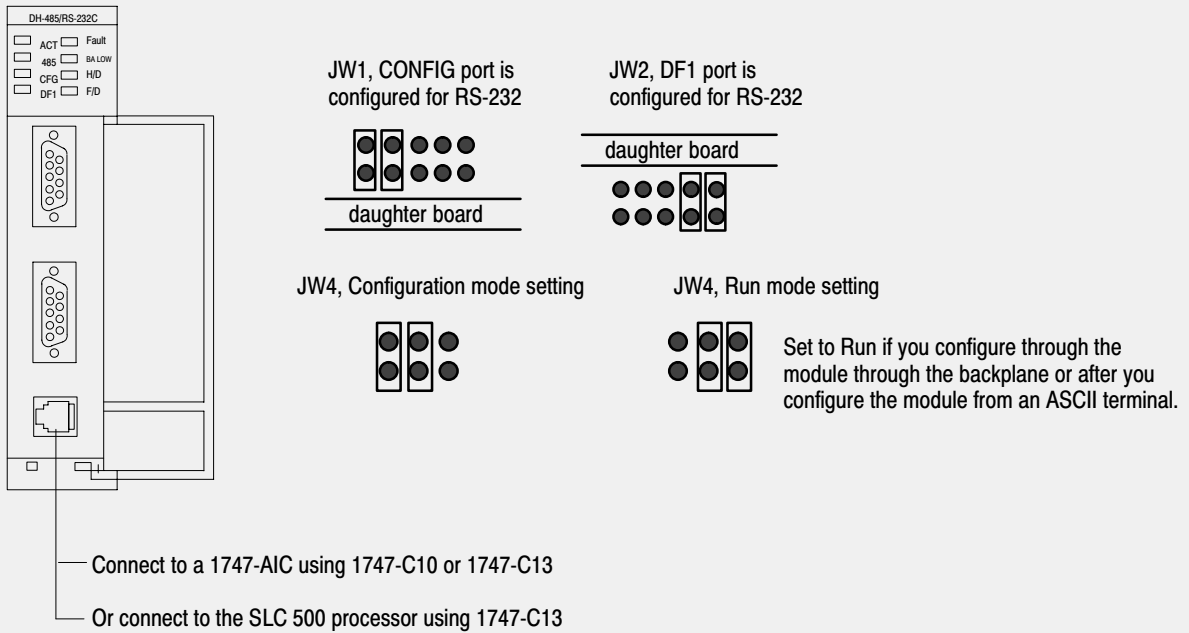 DH-485/RS-232C
ACT Fault
485 BA LOW
CFG H/D
DF1 F/D
JW1, CONFIG port is
configured for RS-232
daughter board
JW2, DF1 port is
configured for RS-232
daughter board
JW4, Configuration mode setting
JW4, Run mode setting
Set to Run if you configure through the
module through the backplane or after you
configure the module from an ASCII terminal.
Connect to a 1747-AIC using 1747-C10 or 1747-C13
Or connect to the SLC 500 processor using 1747-C13